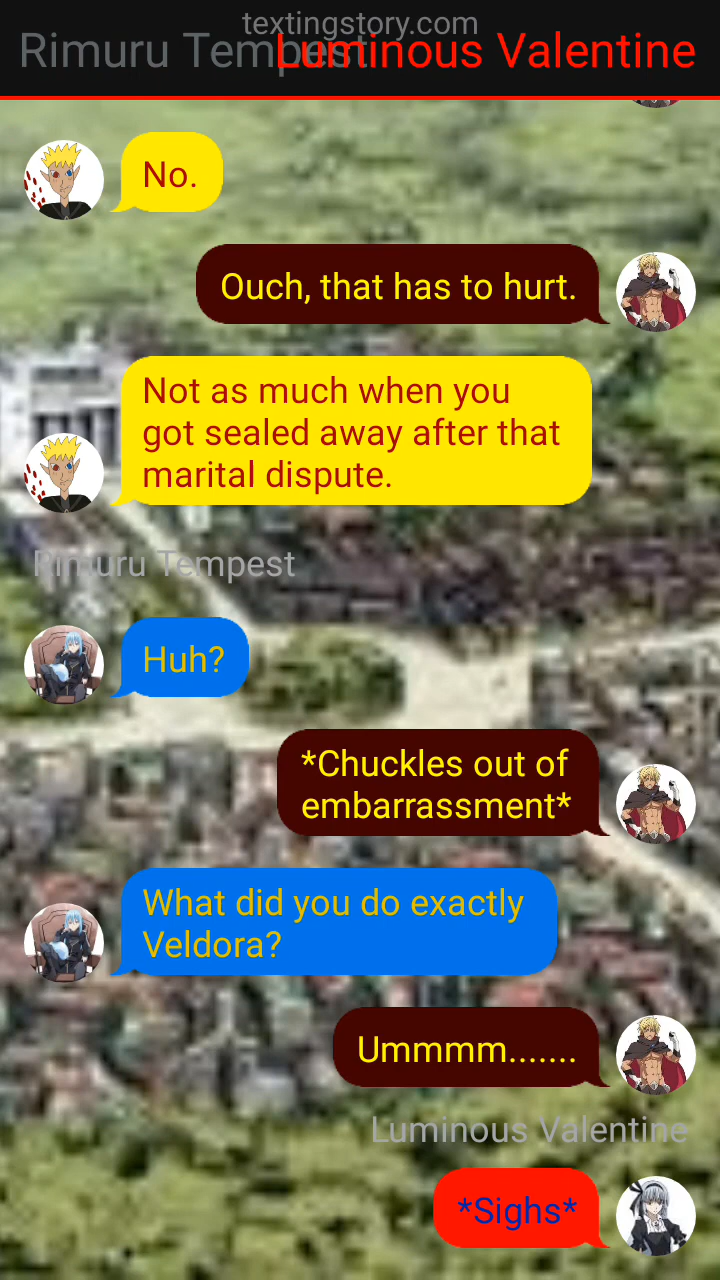 textingstory.com
Rimuru Tempest
Luminous Valentine
No.
Ouch, that has to hurt.
Not as much when you
got sealed away after that
marital dispute.
Rimuru Tempest
Huh?
*Chuckles out of
embarrassment*
What did you do exactly
Veldora?
Ummmm.......
Luminous Valentine
*Sighs*